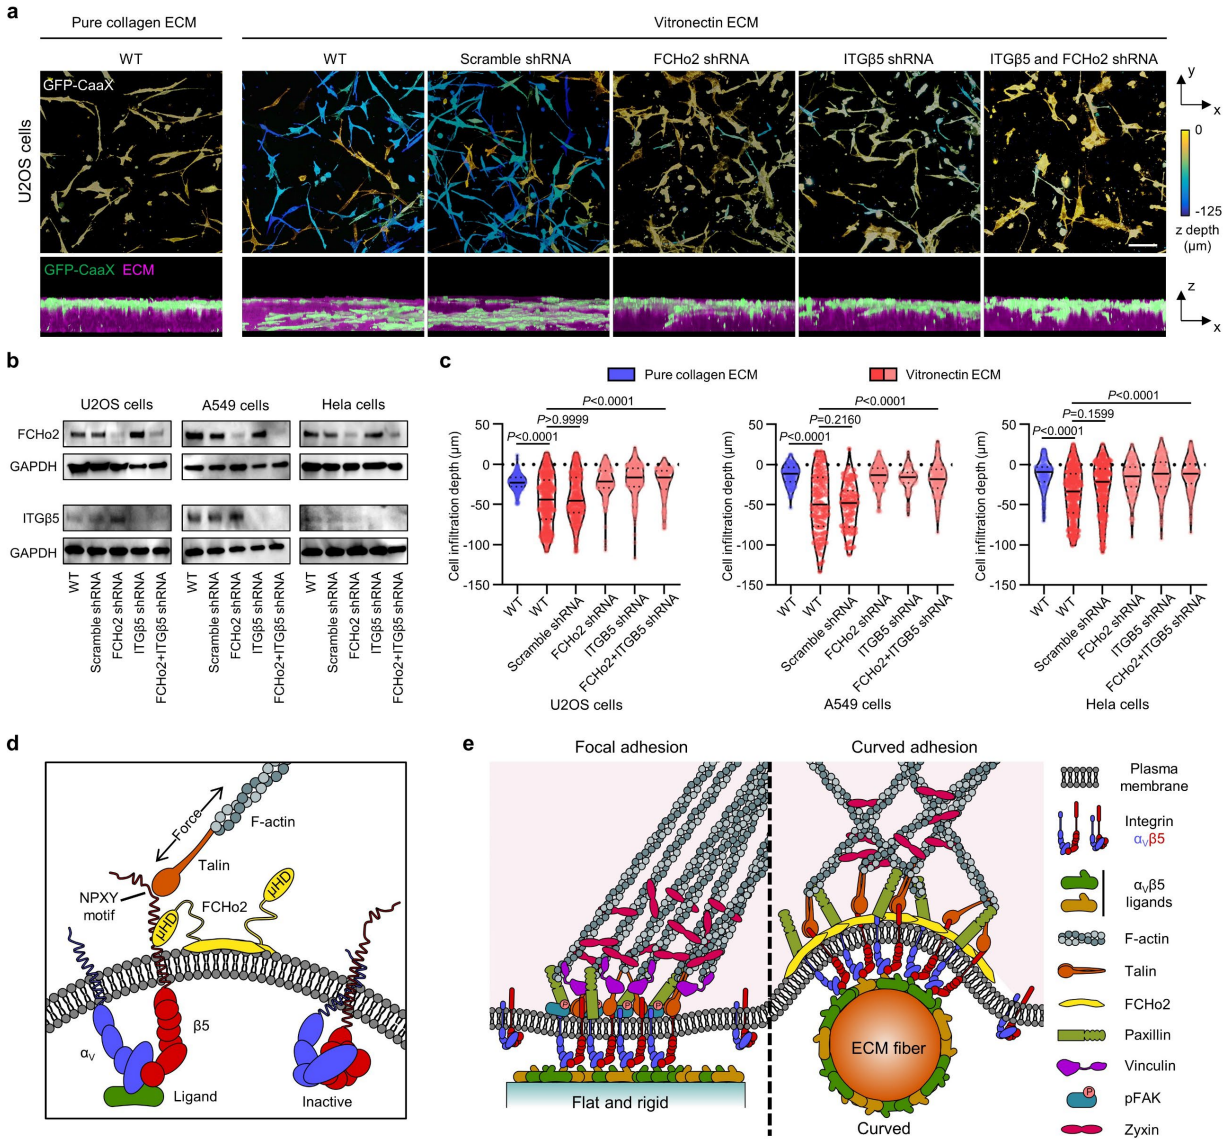 a
Pure collagen ECM
Vitronectin ECM
WT
WT
Scramble shRNA
FCHo2 shRNA
ITGβ5 shRNA
ITGβ5 and FCHo2 shRNA
U2OS cells
GFP-CaaX
y
x
0
-125
z depth
(μm)
GFP-CaaX ECM
z
x
b
U2OS cells
A549 cells
Hela cells
FCHo2
GAPDH
ITGβ5
GAPDH
WT
Scramble shRNA
FCHo2 shRNA
ITGβ5 shRNA
FCHo2+ITGβ5 shRNA
WT
Scramble shRNA
FCHo2 shRNA
ITGβ5 shRNA
FCHo2+ITGβ5 shRNA
WT
Scramble shRNA
FCHo2 shRNA
ITGβ5 shRNA
FCHo2+ITGβ5 shRNA
c
Pure collagen ECM
Vitronectin ECM
Cell infiltration depth (μm)
50
0
-50
-100
-150
P<0.0001
P>0.9999
P<0.0001
WT
WT
Scramble shRNA
FCHo2 shRNA
ITGB5 shRNA
FCHo2+ITGB5 shRNA
U2OS cells
Cell infiltration depth (μm)
50
0
-50
-100
-150
P<0.0001
P=0.2160
P<0.0001
WT
WT
Scramble shRNA
FCHo2 shRNA
ITGB5 shRNA
FCHo2+ITGB5 shRNA
A549 cells
Cell infiltration depth (μm)
50
0
-50
-100
-150
P<0.0001
P=0.1599
P<0.0001
WT
WT
Scramble shRNA
FCHo2 shRNA
ITGB5 shRNA
FCHo2+ITGB5 shRNA
Hela cells
d
Force
F-actin
Talin
NPXY
motif
μHD
FCHo2
μHD
αV
β5
Ligand
Inactive
e
Focal adhesion
Curved adhesion
P
P
P
Flat and rigid
ECM fiber
Curved
Plasma
membrane
Integrin
αVβ5
αVβ5
ligands
F-actin
Talin
FCHo2
Paxillin
Vinculin
P
pFAK
Zyxin